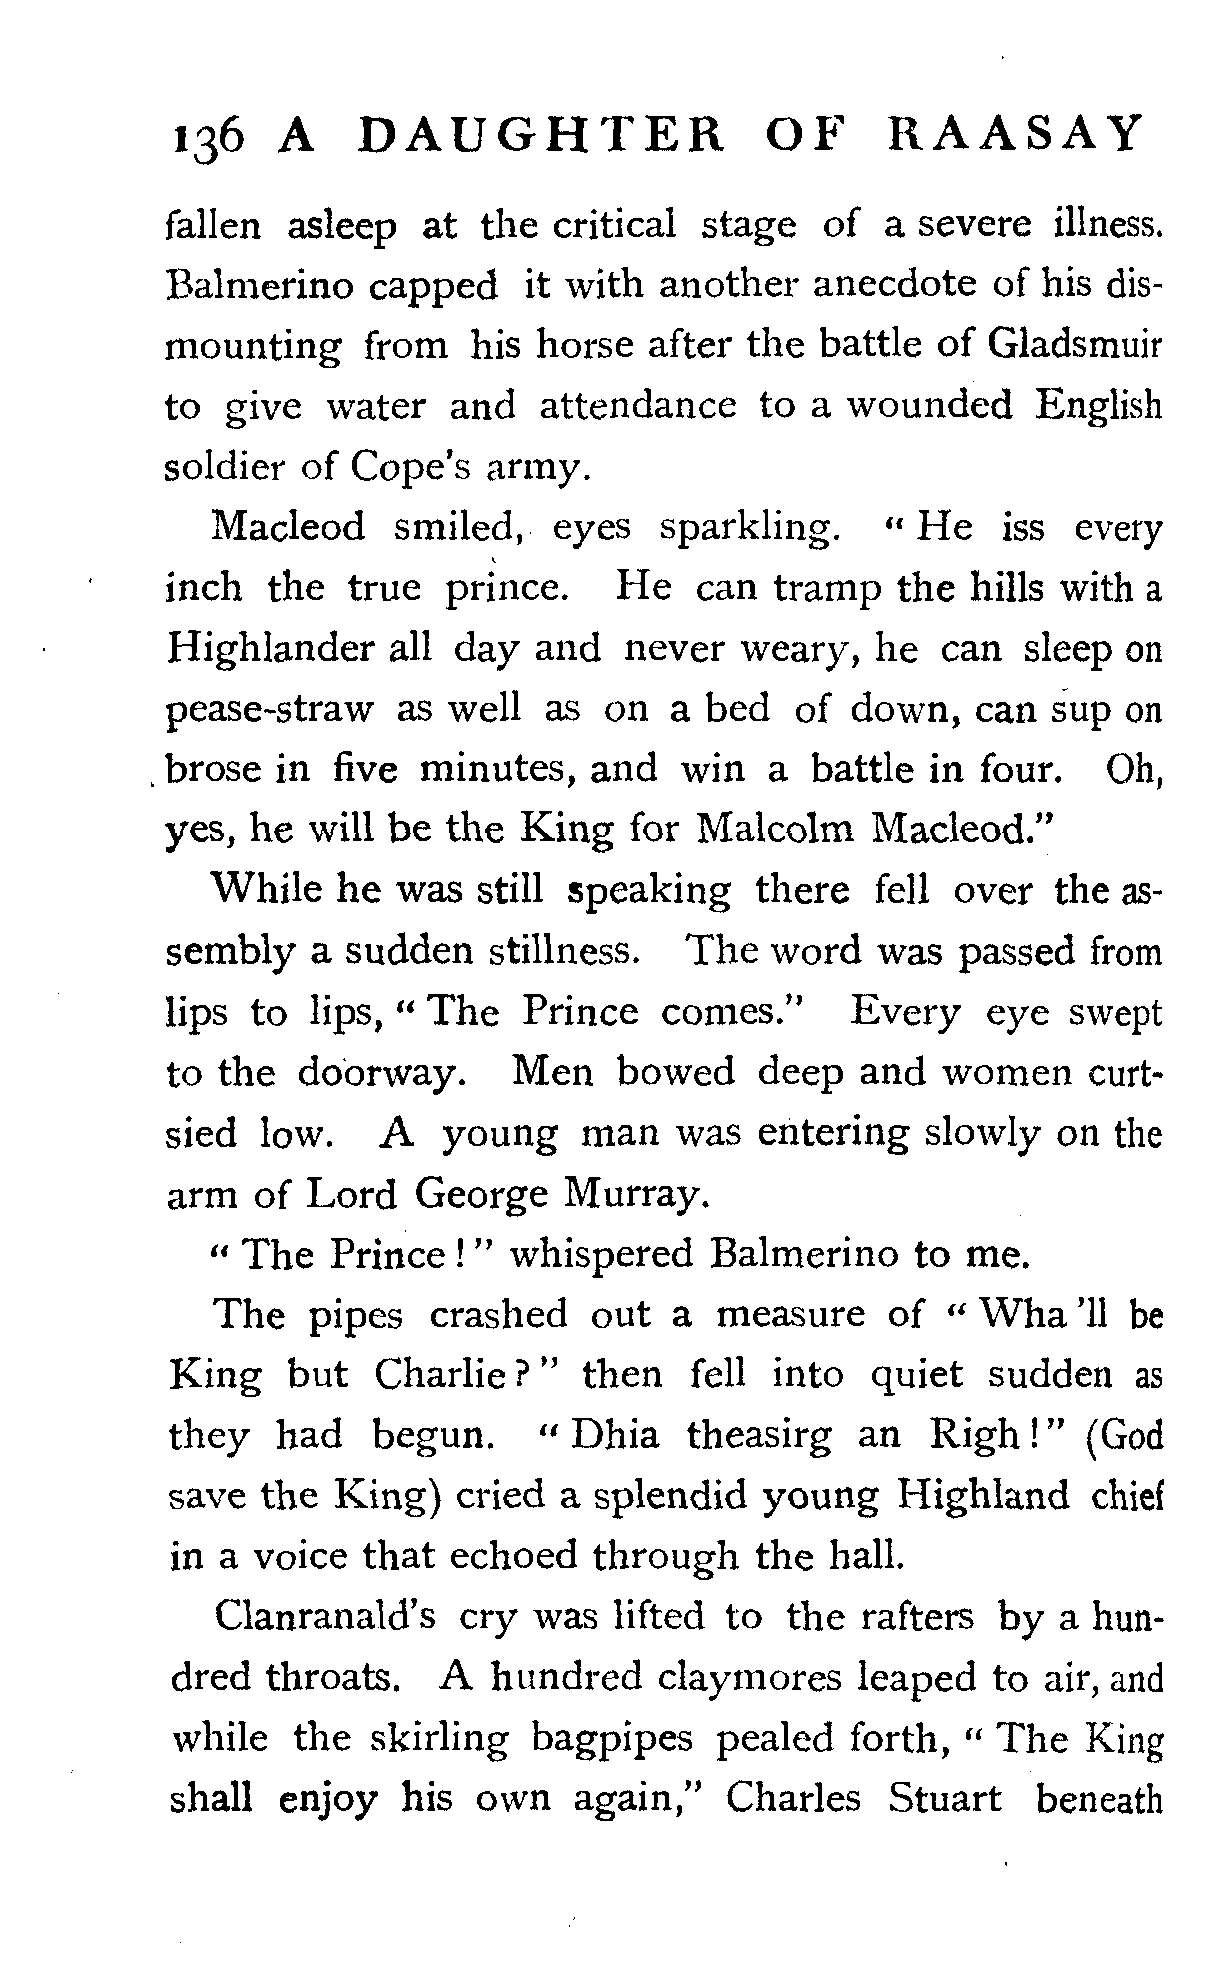 136 A DAUGHTER OF RAASAY
fallen asleep at the critical stage of a severe illness.
Balmerino capped it with another anecdote of his dis-
mounting from his horse after the battle of Gladsmuir
to give water and attendance to a wounded English
soldier of Cope's army.
Macleod smiled, eyes sparkling. " He iss every
inch the true prince. He can tramp the hills with a
Highlander all day and never weary, he can sleep on
pease-straw as well as on a bed of down, can sup on
brose in five minutes, and win a battle in four. Oh,
yes, he will be the King for Malcolm Macleod."
While he was still speaking there fell over the as-
sembly a sudden stillness. The word was passed from
lips to lips, " The Prince comes." Every eye swept
to the doorway. Men bowed deep and women curt-
sied low. A young man was entering slowly on the
arm of Lord George Murray.
" The Prince ! " whispered Balmerino to me.
The pipes crashed out a measure of " Wha 'll be
King but Charlie ? " then fell into quiet sudden as
they had begun. " Dhia theasirg an Righ ! " (God
save the King) cried a splendid young Highland chief
in a voice that echoed through the hall.
Clanranald's cry was lifted to the rafters by a hun-
dred throats. A hundred claymores leaped to air, and
while the skirling bagpipes pealed forth, " The King
shall enjoy his own again," Charles Stuart beneath